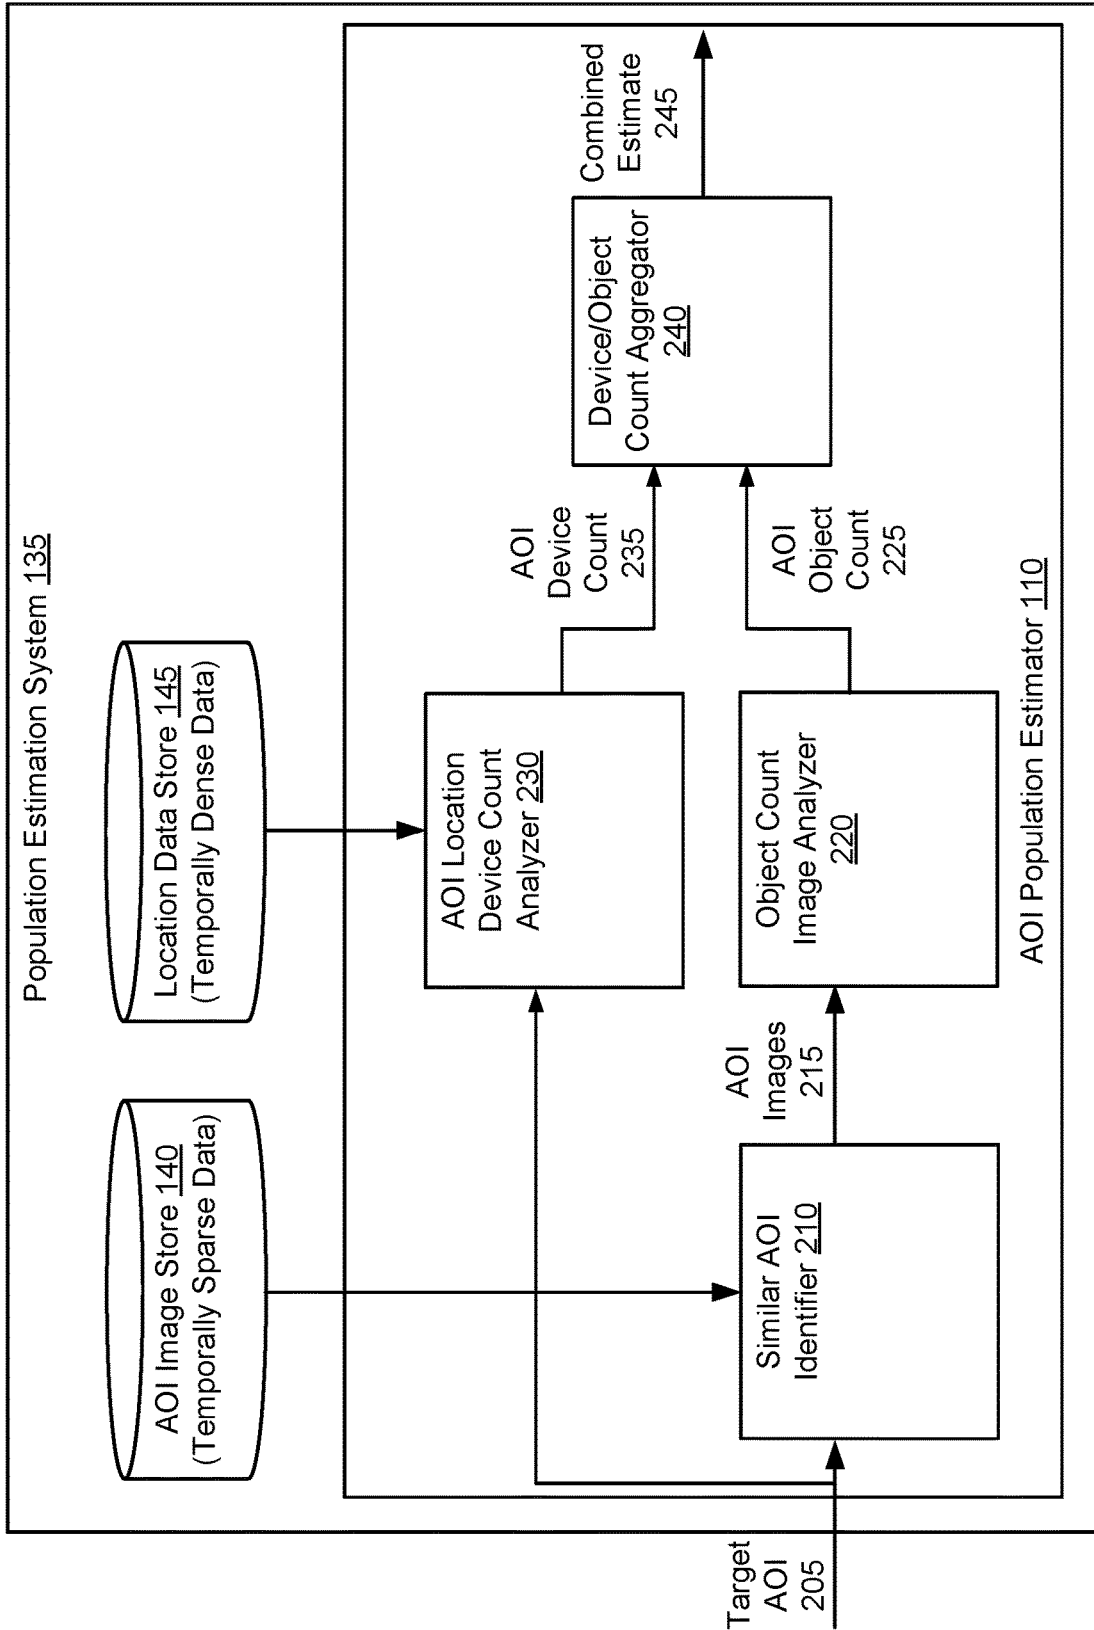 Population Estimation System 135
AOI Image Store 140
(Temporally Sparse Data)
Location Data Store 145
(Temporally Dense Data)
Target
AOI
205
Similar AOI
Identifier 210
AOI
Images
215
AOI Location
Device Count
Analyzer 230
Object Count
Image Analyzer
220
AOI
Device
Count
235
AOI
Object
Count
225
Device/Object
Count Aggregator
240
Combined
Estimate
245
AOI Population Estimator 110